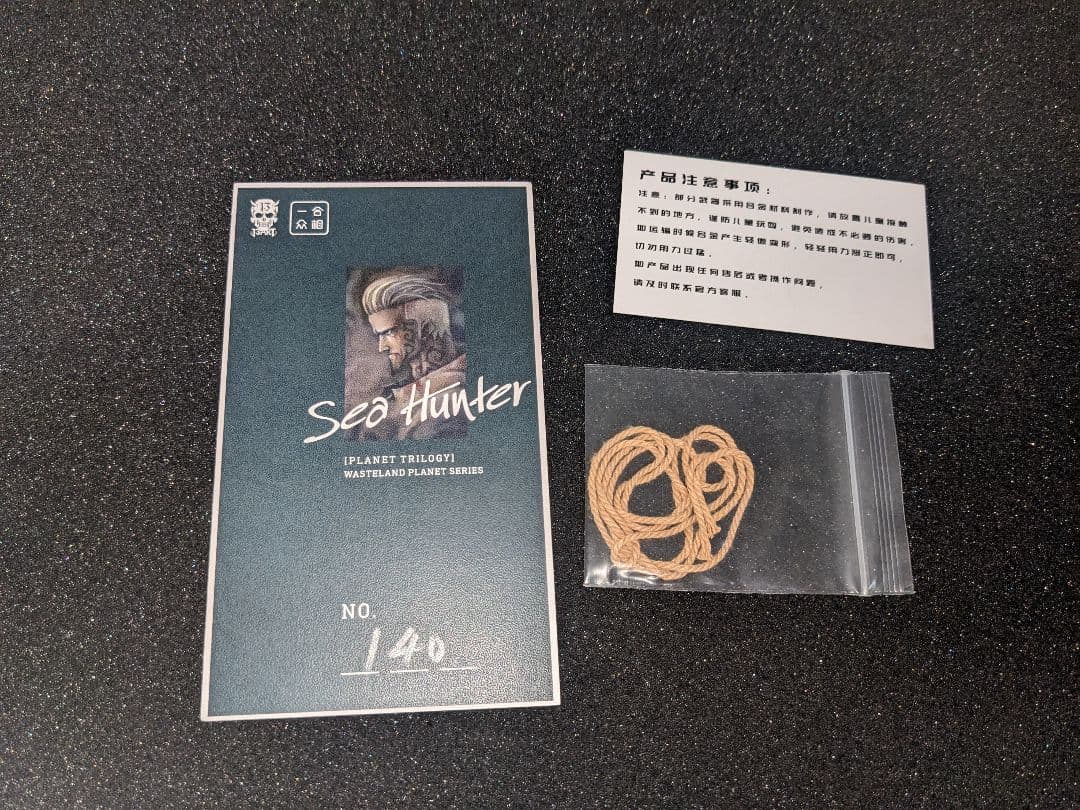 一合
众祖
Sea Hunter
[PLANET TRILOGY]
WASTELAND PLANET SERIES
NO.
140
产品注意事项：
注意：部分武器采用合金材料制作，请放置儿童接触
不到的地方，谨防儿童玩弄，避免造成不必要的伤害，
如运输时候合金产生轻微变形，轻轻用力掰正即可，
切勿用力过猛．
如产品出现任何售后或者操作问题，
请及时联系官方客服．